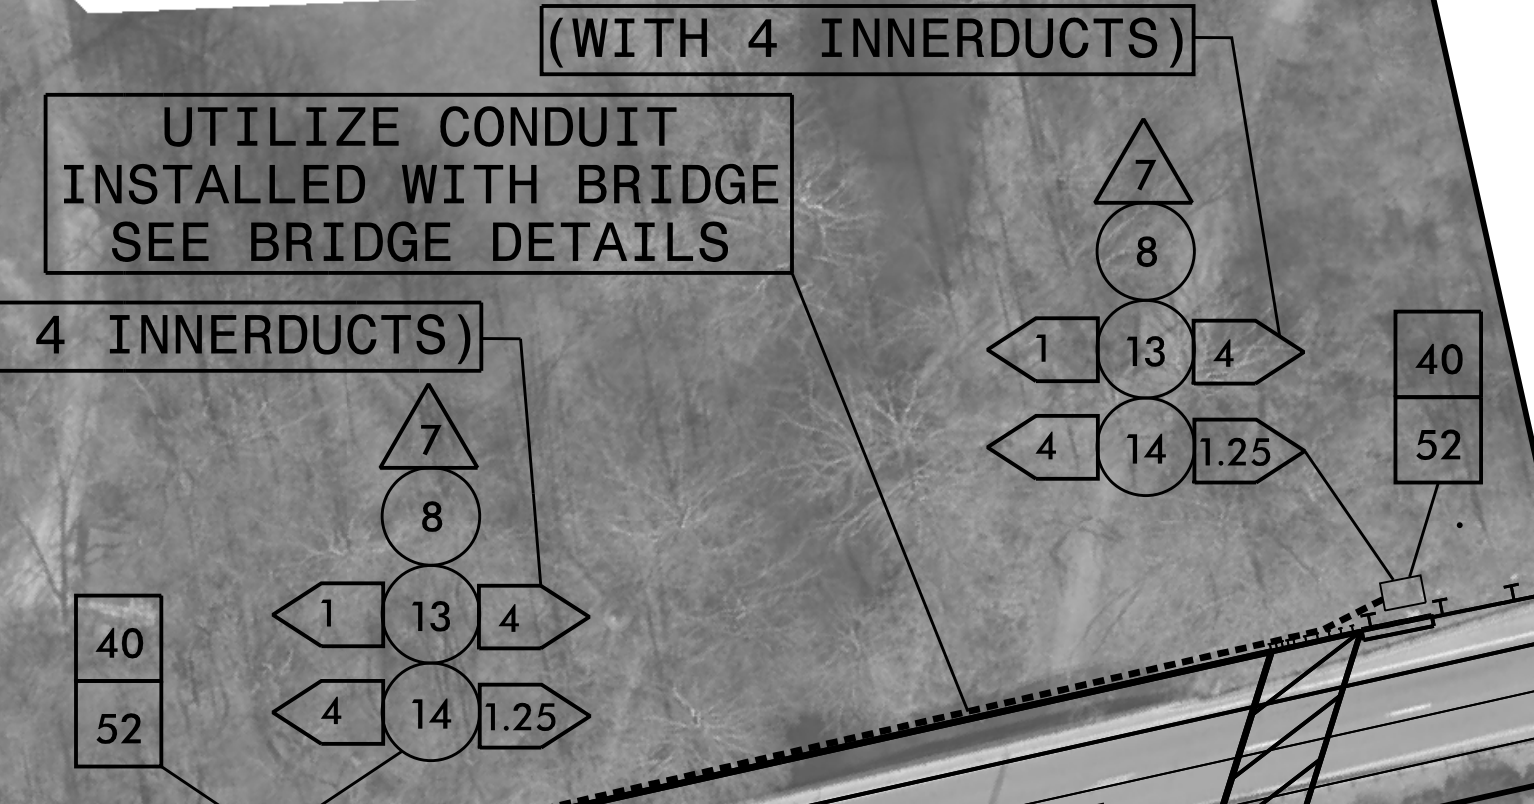 (WITH 4 INNERDUCTS)
UTILIZE CONDUIT
INSTALLED WITH BRIDGE
SEE BRIDGE DETAILS
7
8
1 13 4
4 14 1.25
40
52
4 INNERDUCTS)
7
8
1 13 4
4 14 1.25
40
52